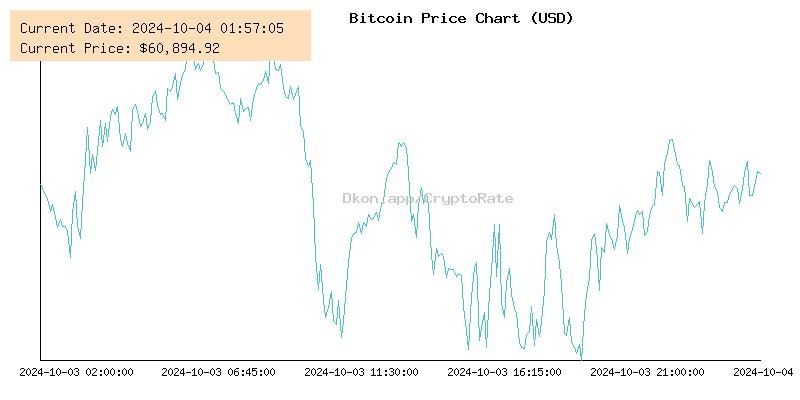 Bitcoin Price Chart (USD)
Current Date: 2024-10-04 01:57:05
Current Price: $60,894.92
Dkon.app/CryptoRate
2024-10-03 02:00:00 2024-10-03 06:45:00 2024-10-03 11:30:00 2024-10-03 16:15:00 2024-10-03 21:00:00 2024-10-04